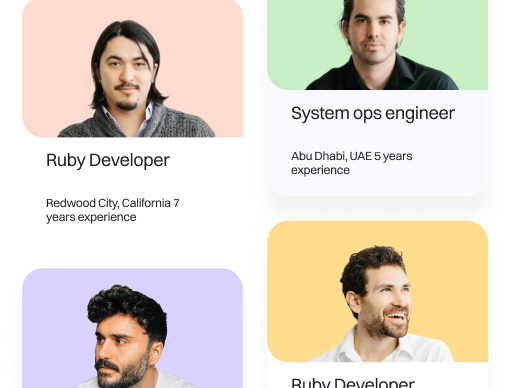 Ruby Developer
Redwood City, California 7
years experience
System ops engineer
Abu Dhabi, UAE 5 years
experience
Ruby Developer